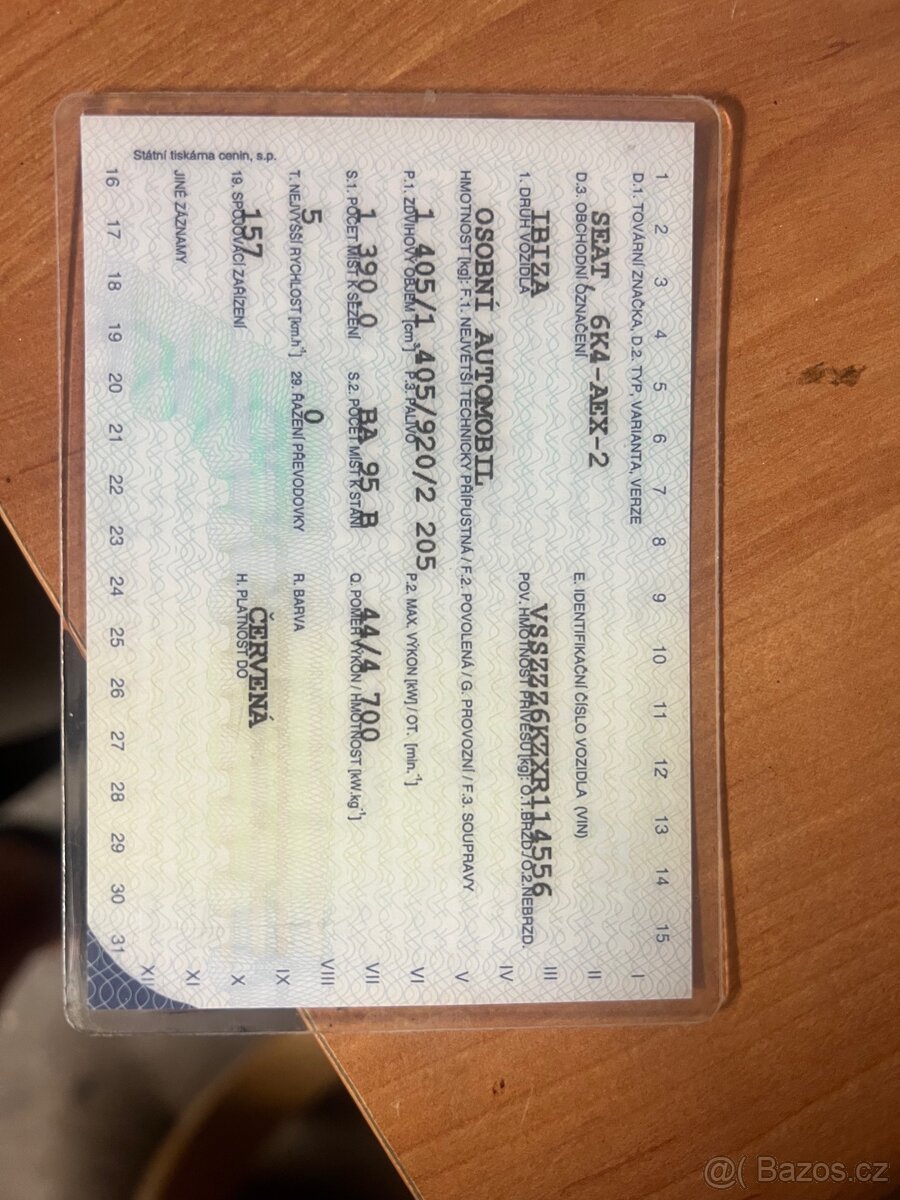 1 2 3 4 5 6 7 8 9 10 11 12 13 14 15
D.1. TOVÁRNÍ ZNAČKA, D.2. TYP, VARIANTA, VERZE
I
SEAT, 6K4-AEX-2
D.3. OBCHODNÍ OZNAČENÍ
E. IDENTIFIKAČNÍ ČÍSLO VOZIDLA (VIN)
II
IBIZA
VSSZZZ6KZXR114556
1. DRUH VOZIDLA
POV. HMOTNOST PŘÍVĚSU [kg]: O.1.BRZD./O.2.NEBRZD.
III
IV
OSOBNÍ AUTOMOBIL
HMOTNOST [kg]: F.1. NEJVĚTŠÍ TECHNICKY PŘÍPUSTNÁ / F.2. POVOLENÁ / G. PROVOZNÍ / F.3. SOUPRAVY
V
1 405/1 405/920/2 205
P.1. ZDVIHOVÝ OBJEM [cm³]
P.3. PALIVO
P.2. MAX. VÝKON [kW] / OT. [min.⁻¹]
VI
1 390.0
BA 95 B
44/4 700
S.1. POČET MÍST K SEZENÍ
S.2. POČET MÍST K STÁNÍ
Q. POMĚR VÝKON / HMOTNOST [kW.kg⁻¹]
VII
VIII
5
0
T. NEJVYŠŠÍ RYCHLOST [km.h⁻¹]
29. ŘAZENÍ PŘEVODOVKY
R. BARVA
IX
157
ČERVENÁ
19. SPOJOVACÍ ZAŘÍZENÍ
H. PLATNOST DO
X
JINÉ ZÁZNAMY
XI
Státní tiskárna cenin, s.p.
XII
16 17 18 19 20 21 22 23 24 25 26 27 28 29 30 31
@( Bazos.cz